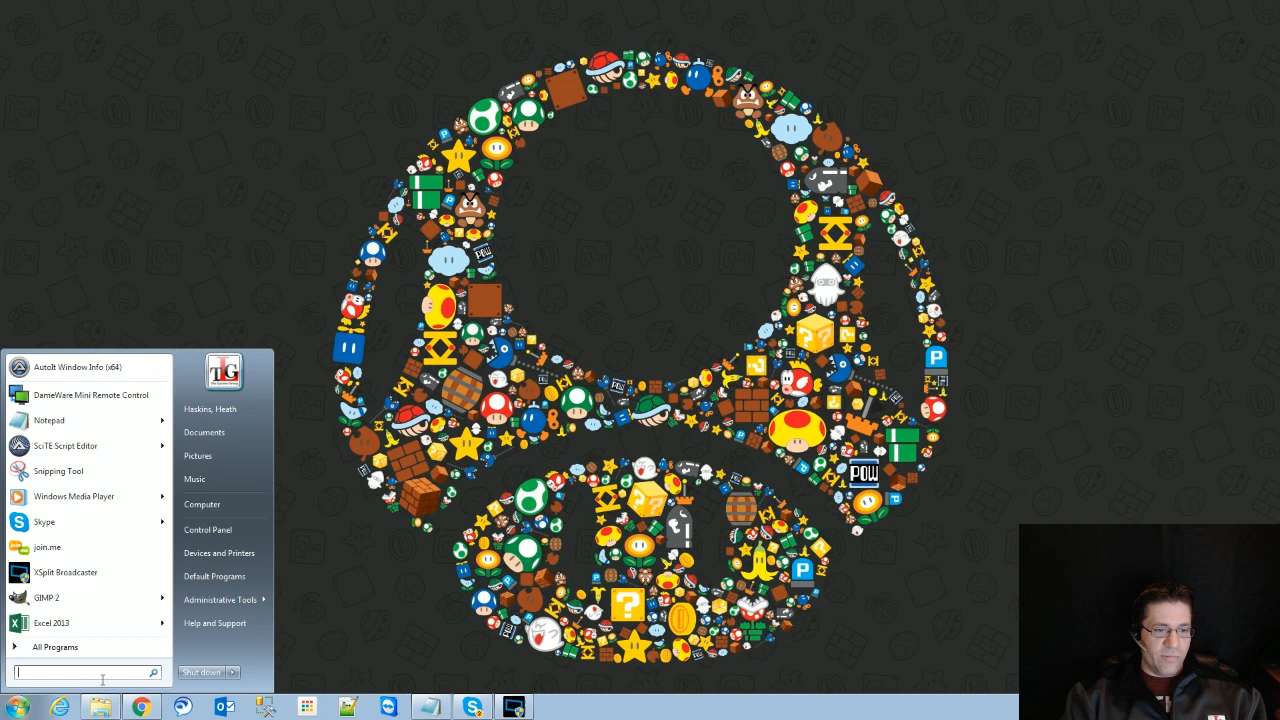 AutoIt Window Info (x64)
DameWare Mini Remote Control
Notepad
SciTE Script Editor
Snipping Tool
Windows Media Player
Skype
join.me
XSplit Broadcaster
GIMP 2
Excel 2013
All Programs
TLG
Haskins, Heath
Documents
Pictures
Music
Computer
Control Panel
Devices and Printers
Default Programs
Administrative Tools
Help and Support
Shut down
POW
POW
P
P
?
? ?